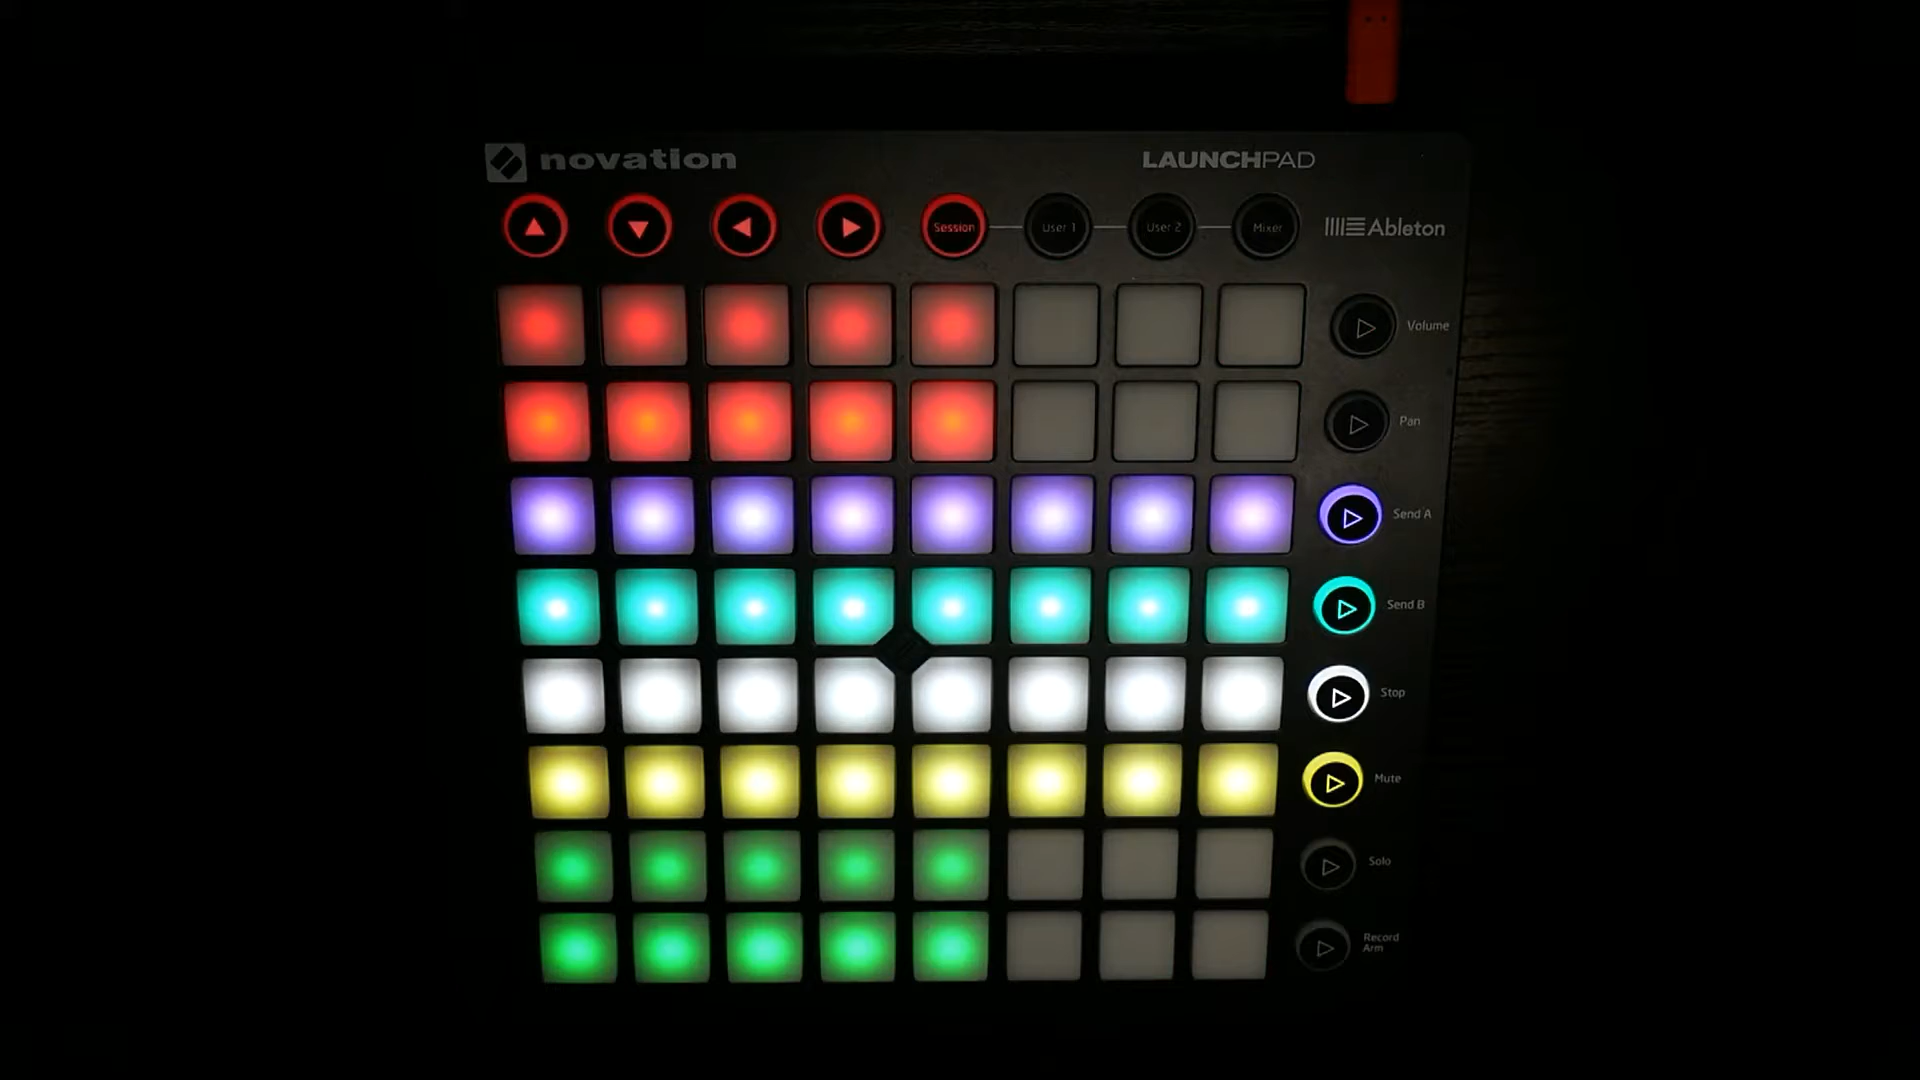 novation
LAUNCHPAD
Session
User 1
User 2
Mixer
Ableton
Volume
Pan
Send A
Send B
Stop
Mute
Solo
Record
Arm